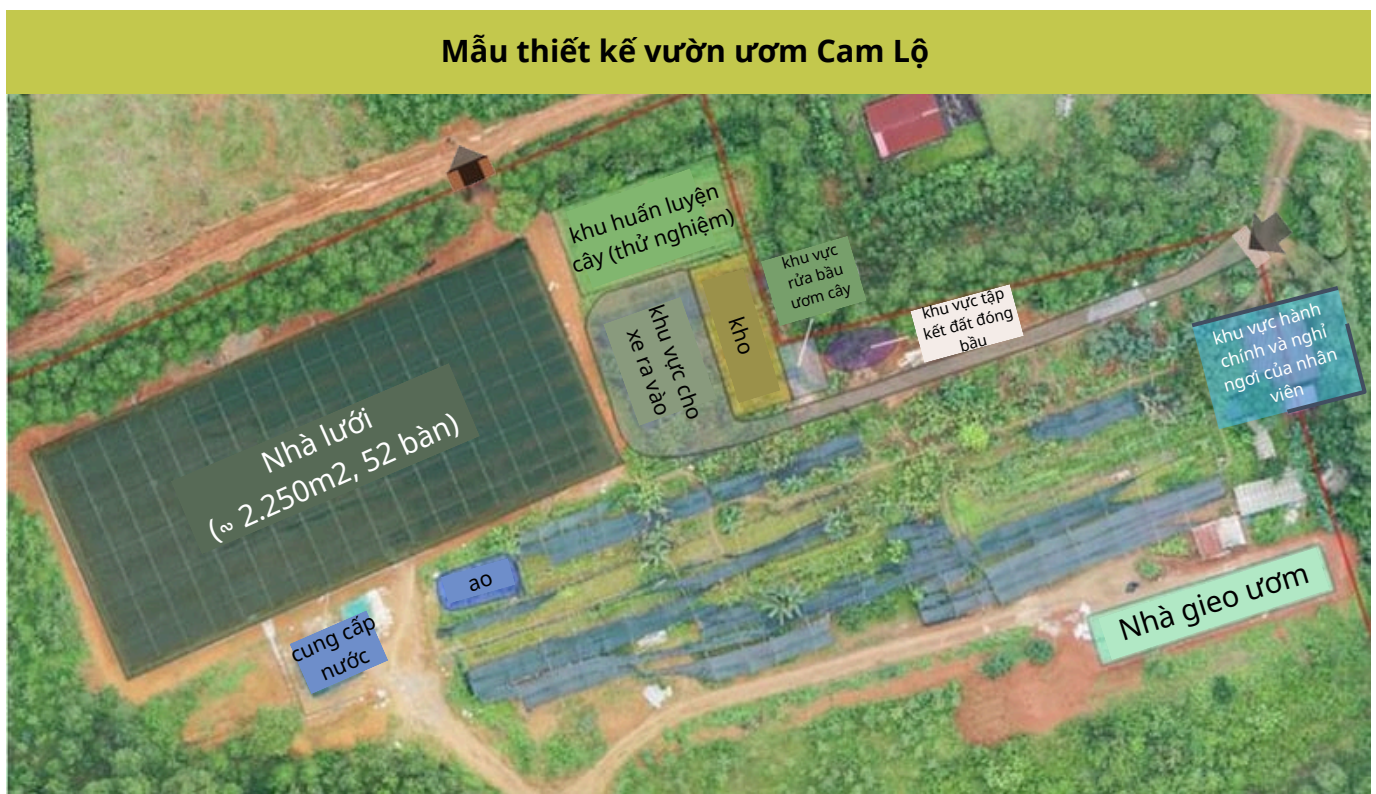 Mẫu thiết kế vườn ươm Cam Lộ
khu huấn luyện
cây (thử nghiệm)
khu vực
rửa bầu
ươm cây
khu vực tập
kết đất đóng
bầu
khu vực hành
chính và nghỉ
ngơi của nhân
viên
khu vực cho
xe ra vào
kho
Nhà lưới
(~ 2.250m2, 52 bàn)
ao
cung cấp
nước
Nhà gieo ươm